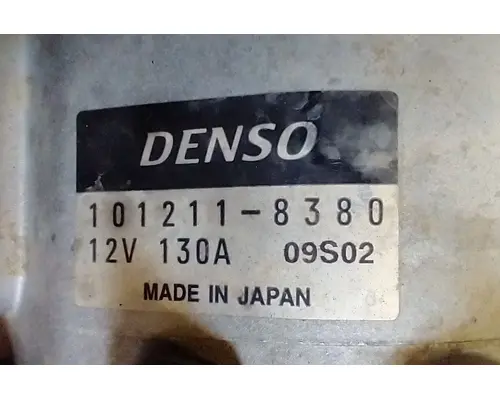 DENSO
101211-8380
12V 130A 09S02
MADE IN JAPAN